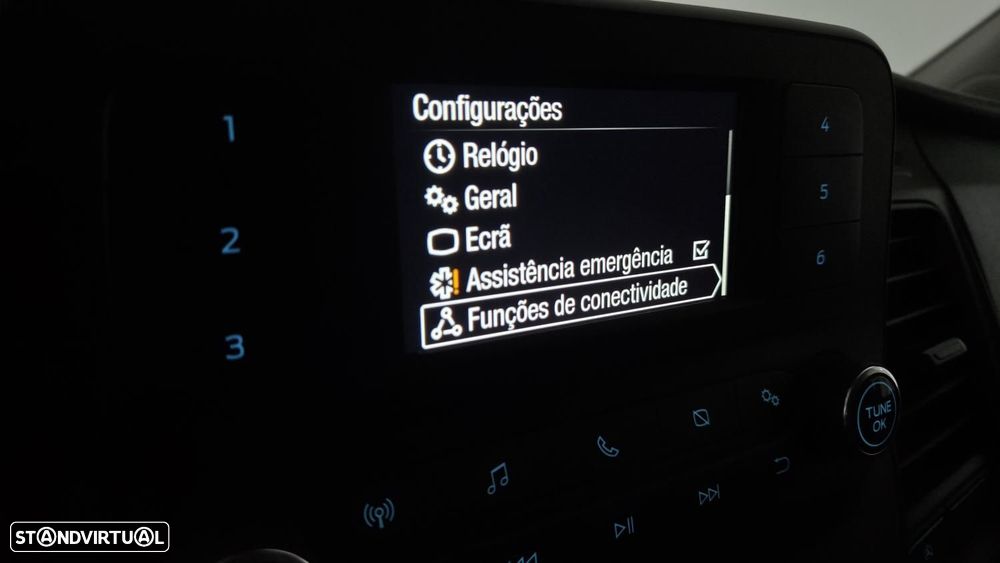 Configurações
Relógio
Geral
Ecrã
Assistência emergência
Funções de conectividade
1
2
3
4
5
6
TUNE
OK
STANDVIRTUAL